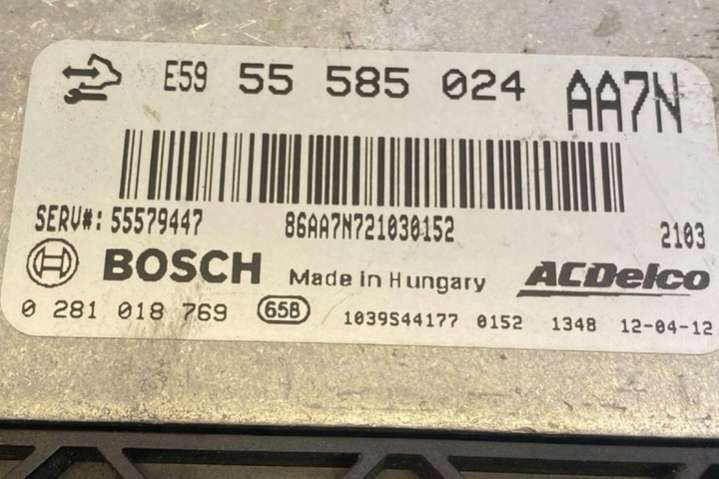 E59 55 585 024 AA7N
SERV#: 55579447 86AA7N721030152 2103
BOSCH Made in Hungary ACDelco
0 281 018 769 65B 1039S44177 0152 1348 12-04-12